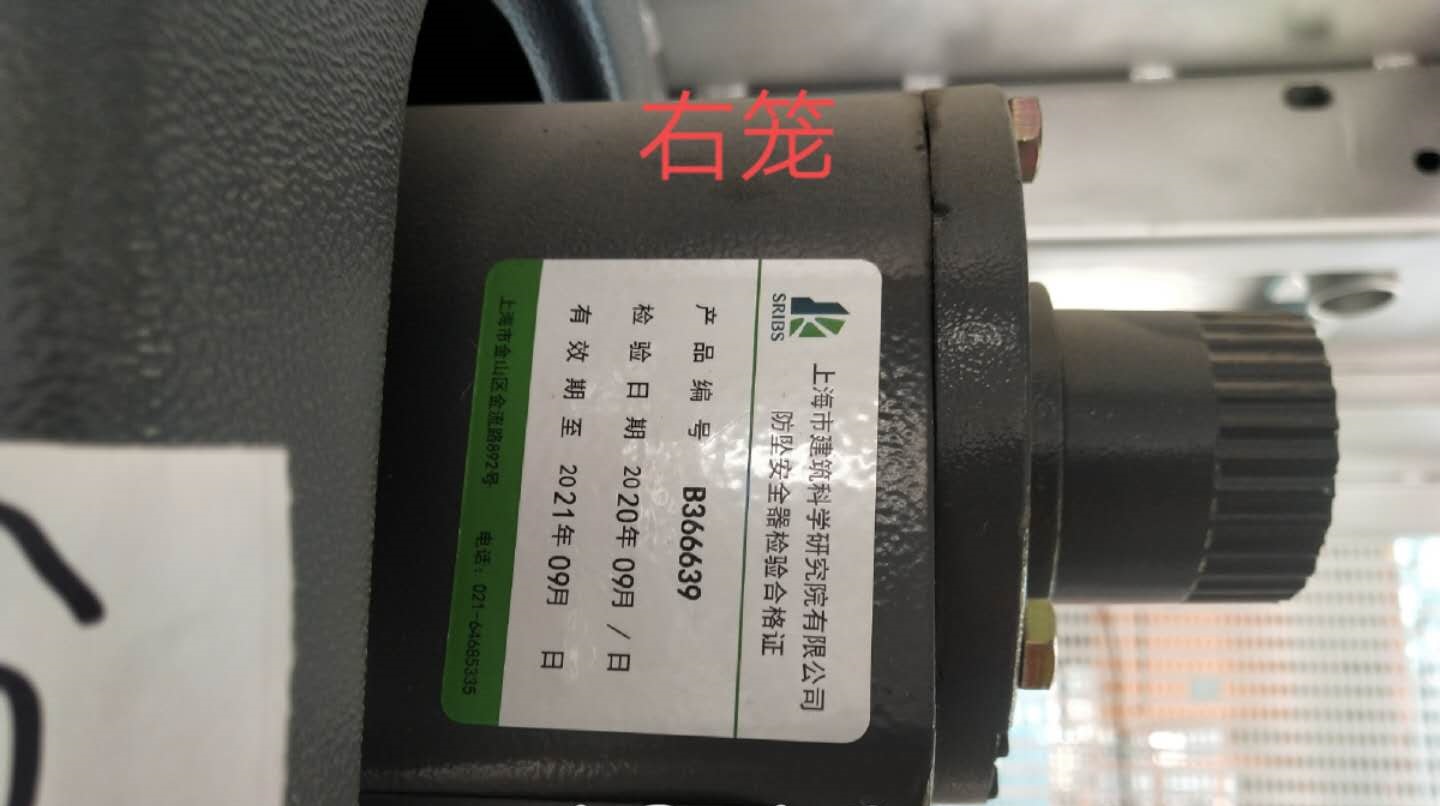 右笼
SRIBS
上海市建筑科学研究院有限公司
防坠安全器检验合格证
产品编号 B366639
检验日期 2020年09月/日
有效期至 2021年09月 日
上海市金山区金流路892号 电话：021-64685335